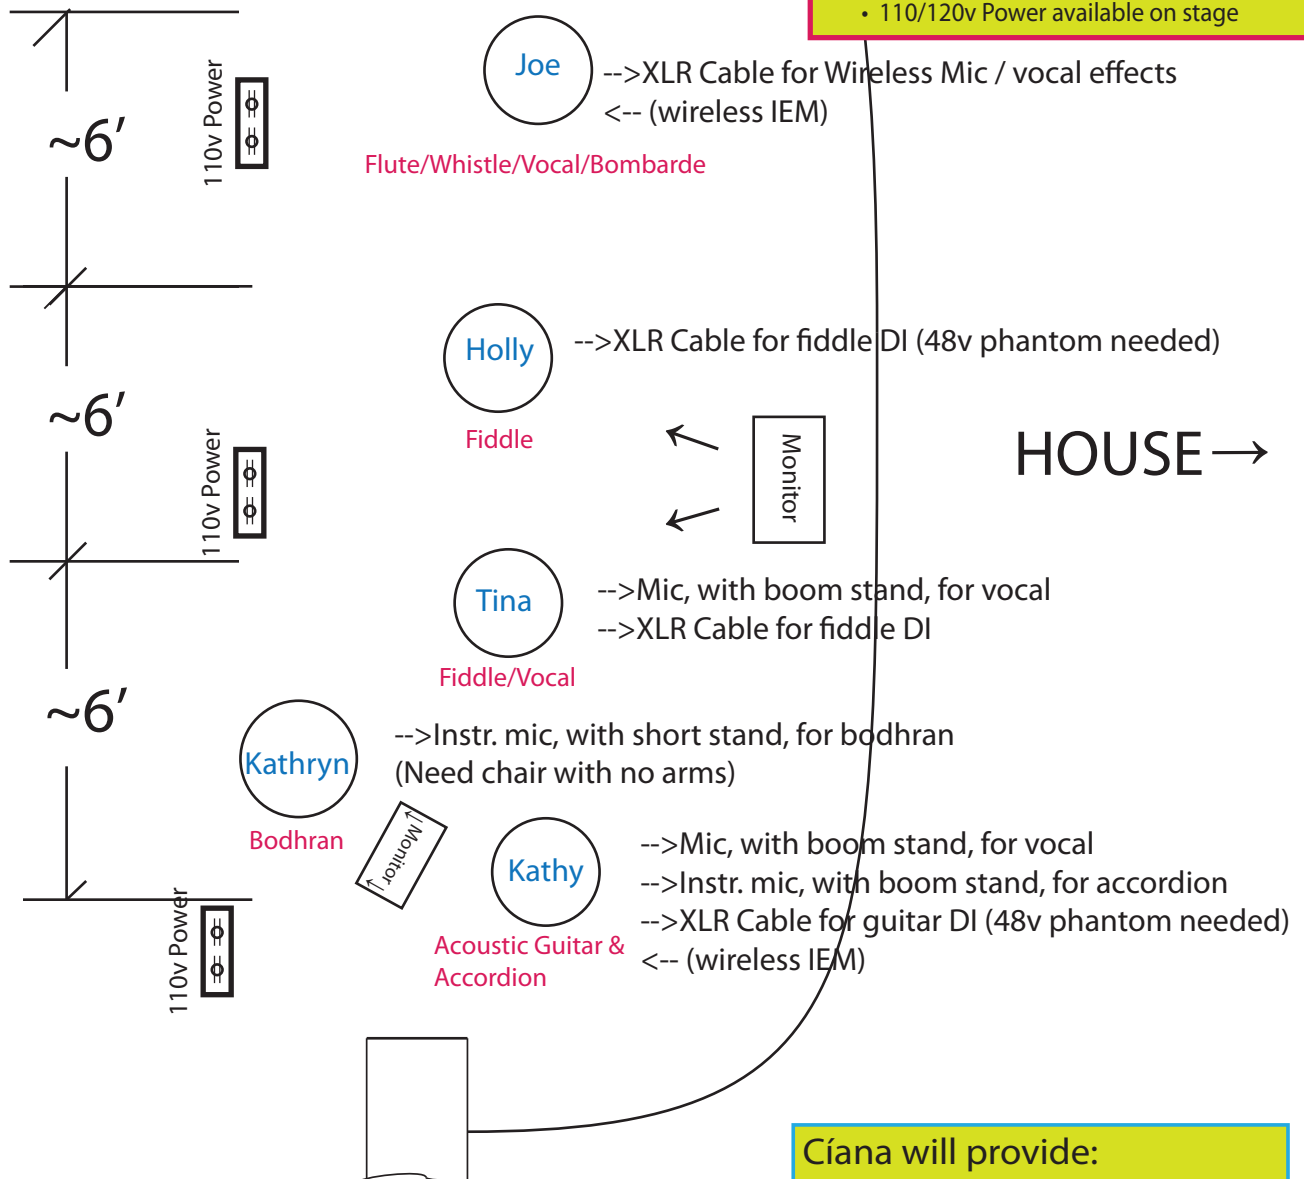 • 110/120v Power available on stage
~6'
110v Power
Joe
-->XLR Cable for Wireless Mic / vocal effects
<-- (wireless IEM)
Flute/Whistle/Vocal/Bombarde
~6'
110v Power
Holly
-->XLR Cable for fiddle DI (48v phantom needed)
Fiddle
Monitor
HOUSE→
Tina
-->Mic, with boom stand, for vocal
-->XLR Cable for fiddle DI
Fiddle/Vocal
~6'
Kathryn
-->Instr. mic, with short stand, for bodhran
(Need chair with no arms)
Bodhran
Monitor
Kathy
-->Mic, with boom stand, for vocal
-->Instr. mic, with boom stand, for accordion
-->XLR Cable for guitar DI (48v phantom needed)
<-- (wireless IEM)
Acoustic Guitar &
Accordion
110v Power
Cíana will provide: